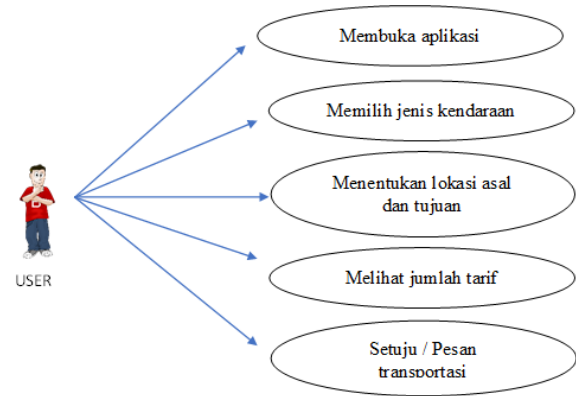 Membuka aplikasi
Memilih jenis kendaraan
Menentukan lokasi asal
dan tujuan
Melihat jumlah tarif
Setuju / Pesan
transportasi
USER